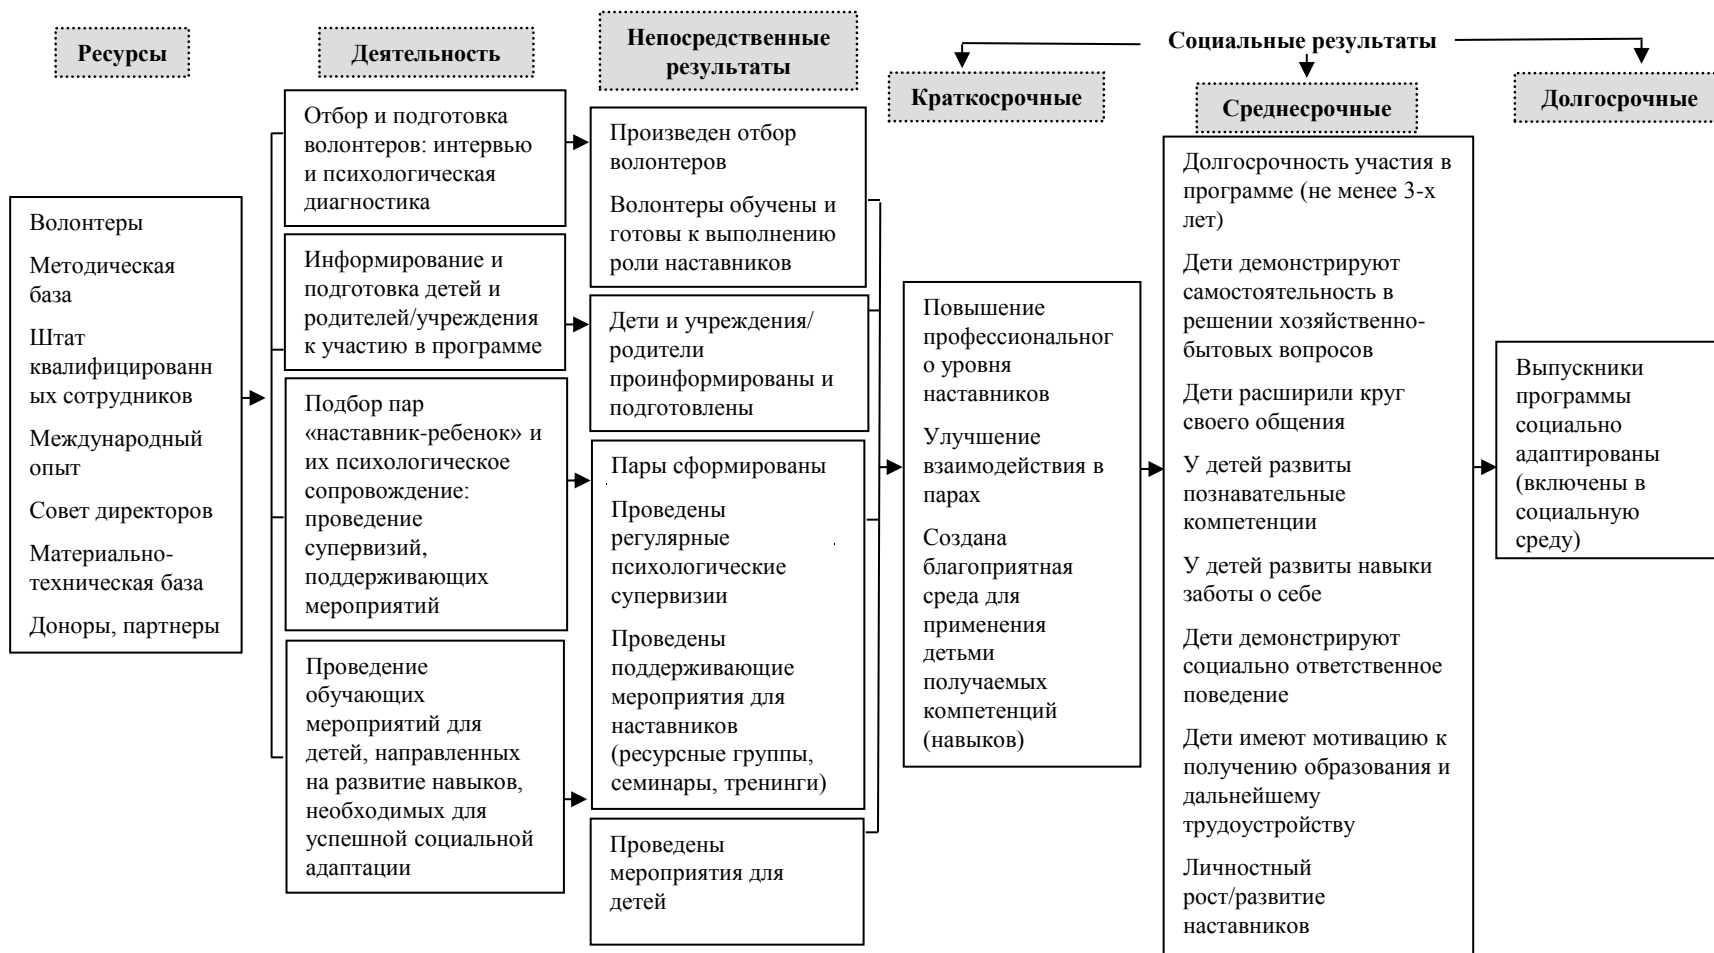 Ресурсы
Деятельность
Непосредственные
результаты
Социальные результаты
Краткосрочные
Среднесрочные
Долгосрочные
Волонтеры
Методическая
база
Штат
квалифицированн
ых сотрудников
Международный
опыт
Совет директоров
Материально-
техническая база
Доноры, партнеры
Отбор и подготовка
волонтеров: интервью
и психологическая
диагностика
Информирование и
подготовка детей и
родителей/учреждения
к участию в программе
Подбор пар
«наставник-ребенок» и
их психологическое
сопровождение:
проведение
супервизий,
поддерживающих
мероприятий
Проведение
обучающих
мероприятий для
детей, направленных
на развитие навыков,
необходимых для
успешной социальной
адаптации
Произведен отбор
волонтеров
Волонтеры обучены и
готовы к выполнению
роли наставников
Дети и учреждения/
родители
проинформированы и
подготовлены
Пары сформированы
Проведены
регулярные
психологические
супервизии
Проведены
поддерживающие
мероприятия для
наставников
(ресурсные группы,
семинары, тренинги)
Проведены
мероприятия для
детей
Повышение
профессиональног
о уровня
наставников
Улучшение
взаимодействия в
парах
Создана
благоприятная
среда для
применения
детьми
получаемых
компетенций
(навыков)
Долгосрочность участия в
программе (не менее 3-х
лет)
Дети демонстрируют
самостоятельность в
решении хозяйственно-
бытовых вопросов
Дети расширили круг
своего общения
У детей развиты
познавательные
компетенции
У детей развиты навыки
заботы о себе
Дети демонстрируют
социально ответственное
поведение
Дети имеют мотивацию к
получению образования и
дальнейшему
трудоустройству
Личностный
рост/развитие
наставников
Выпускники
программы
социально
адаптированы
(включены в
социальную
среду)